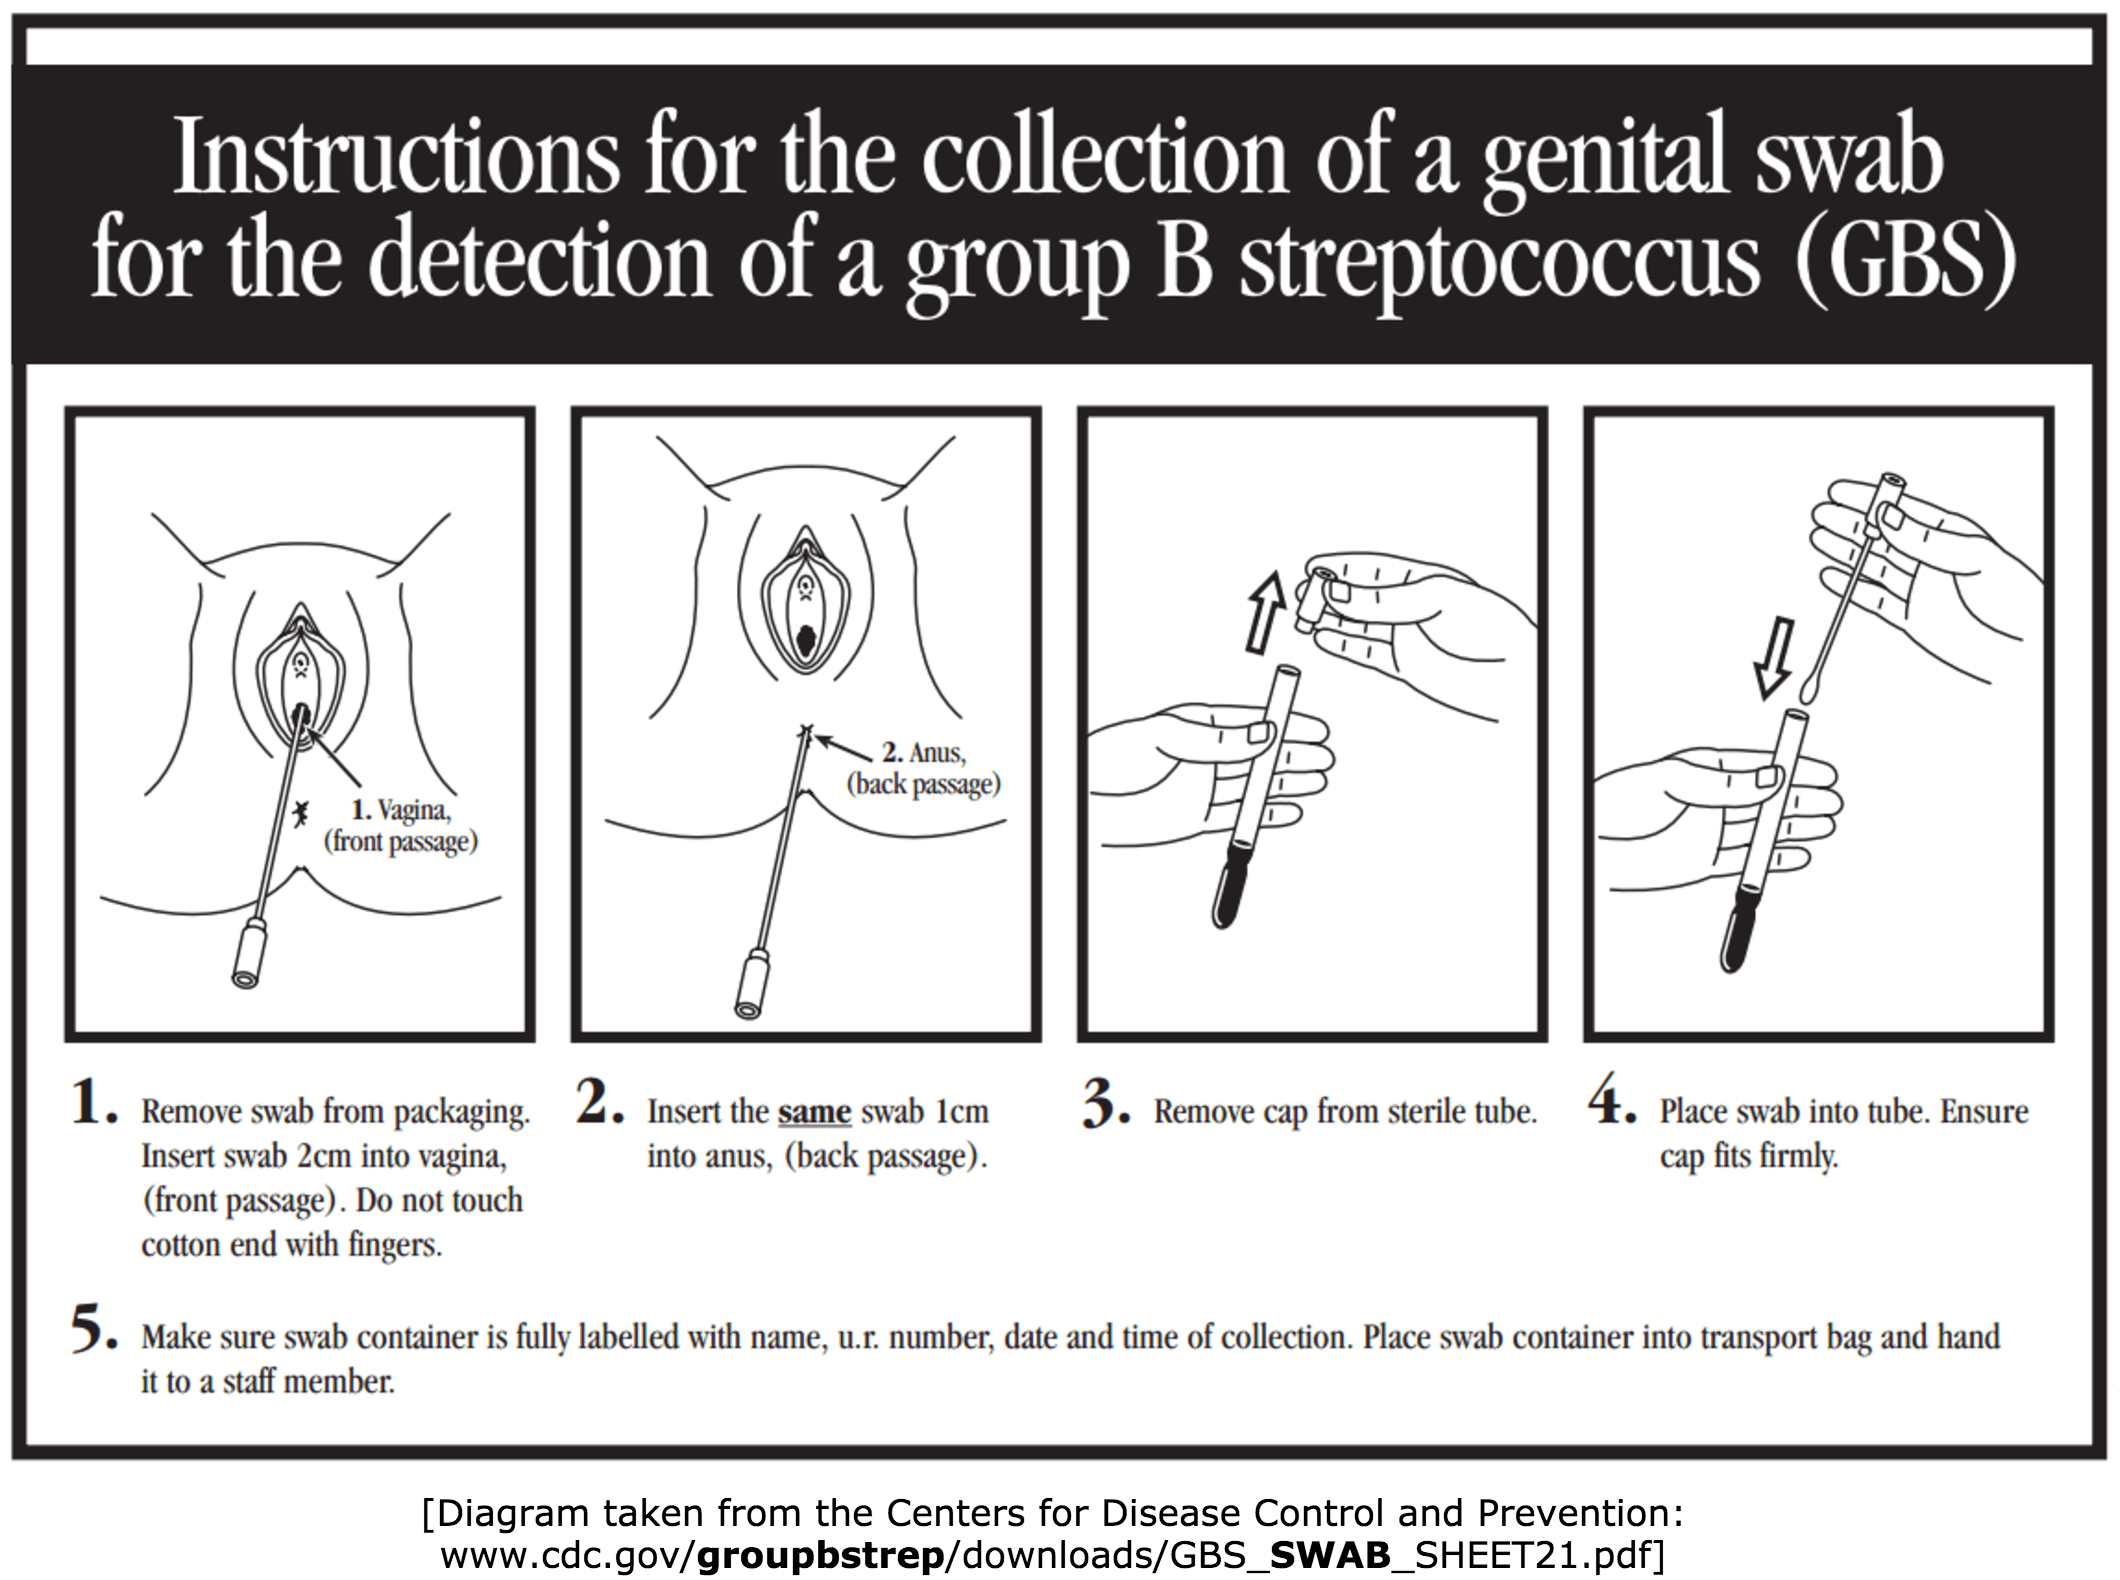 Instructions for the collection of a genital swab
for the detection of a group B streptococcus (GBS)
1. Vagina,
(front passage)
2. Anus,
(back passage)
1. Remove swab from packaging.
Insert swab 2cm into vagina,
(front passage). Do not touch
cotton end with fingers.
2. Insert the same swab 1cm
into anus, (back passage).
3. Remove cap from sterile tube.
4. Place swab into tube. Ensure
cap fits firmly.
5. Make sure swab container is fully labelled with name, u.r. number, date and time of collection. Place swab container into transport bag and hand
it to a staff member.
[Diagram taken from the Centers for Disease Control and Prevention:
www.cdc.gov/groupbstrep/downloads/GBS_SWAB_SHEET21.pdf]